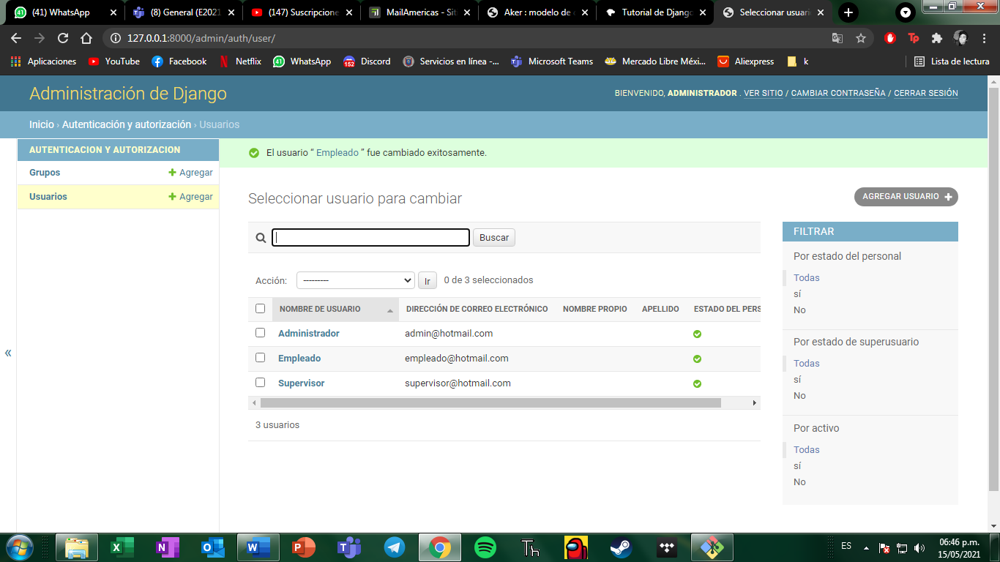 (41) WhatsApp
(8) General (E2021
(147) Suscripcione
MailAmericas - Sit
Aker : modelo de
Tutorial de Django
Seleccionar usuari
127.0.0.1:8000/admin/auth/user/
Aplicaciones
YouTube
Facebook
Netflix
WhatsApp
Discord
Servicios en línea -...
Microsoft Teams
Mercado Libre Méxi...
Aliexpress
k
Lista de lectura
Administración de Django
BIENVENIDO, ADMINISTRADOR . VER SITIO / CAMBIAR CONTRASEÑA / CERRAR SESIÓN
Inicio › Autenticación y autorización › Usuarios
AUTENTICACION Y AUTORIZACION
Grupos + Agregar
Usuarios + Agregar
«
El usuario “ Empleado ” fue cambiado exitosamente.
Seleccionar usuario para cambiar
AGREGAR USUARIO +
Buscar
Acción: --------- Ir 0 de 3 seleccionados
NOMBRE DE USUARIO DIRECCIÓN DE CORREO ELECTRÓNICO NOMBRE PROPIO APELLIDO ESTADO DEL PERS
Administrador admin@hotmail.com
Empleado empleado@hotmail.com
Supervisor supervisor@hotmail.com
3 usuarios
FILTRAR
Por estado del personal
Todas
sí
No
Por estado de superusuario
Todas
sí
No
Por activo
Todas
sí
No
ES
06:46 p.m.
15/05/2021